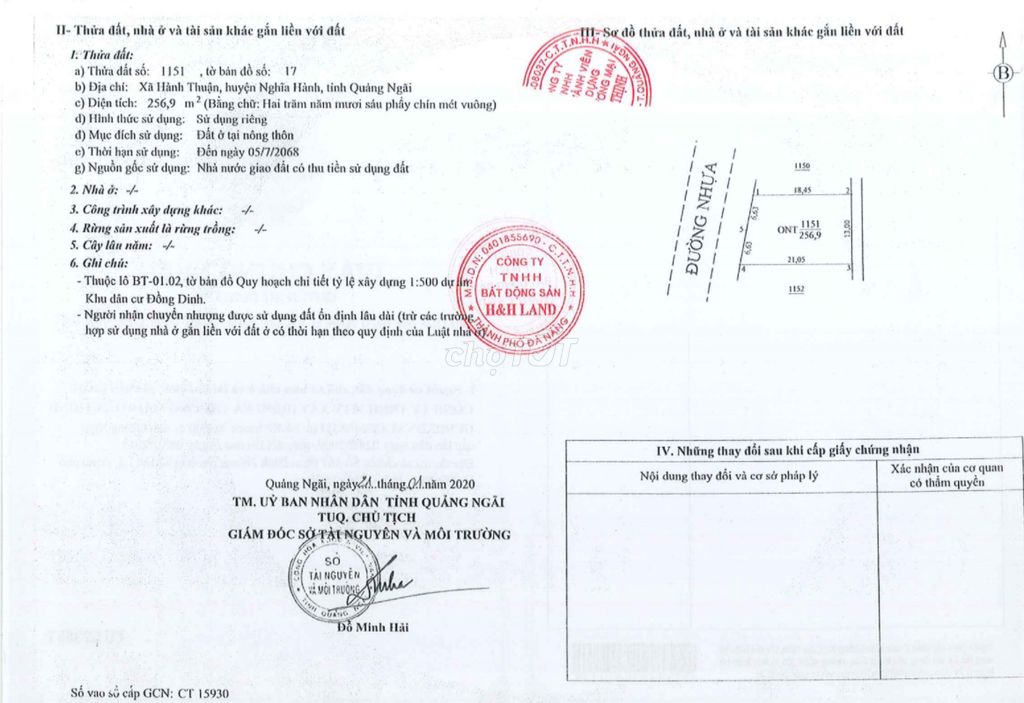 II- Thửa đất, nhà ở và tài sản khác gắn liền với đất
1. Thửa đất:
a) Thửa đất số: 1151 , tờ bản đồ số: 17
b) Địa chỉ: Xã Hành Thuận, huyện Nghĩa Hành, tỉnh Quảng Ngãi
c) Diện tích: 256,9 m² (Bằng chữ: Hai trăm năm mươi sáu phẩy chín mét vuông)
d) Hình thức sử dụng: Sử dụng riêng
đ) Mục đích sử dụng: Đất ở tại nông thôn
e) Thời hạn sử dụng: Đến ngày 05/7/2068
g) Nguồn gốc sử dụng: Nhà nước giao đất có thu tiền sử dụng đất
2. Nhà ở: -/-
3. Công trình xây dựng khác: -/-
4. Rừng sản xuất là rừng trồng: -/-
5. Cây lâu năm: -/-
6. Ghi chú:
- Thuộc lô BT-01.02, tờ bản đồ Quy hoạch chi tiết tỷ lệ xây dựng 1:500 dự án:
Khu dân cư Đồng Dinh.
- Người nhận chuyển nhượng được sử dụng đất ổn định lâu dài (trừ các trường
hợp sử dụng nhà ở gắn liền với đất ở có thời hạn theo quy định của Luật nhà ở).
M.S.D.N: 0401855690 - C.T.T.N.H.H
CÔNG TY
TNHH
BẤT ĐỘNG SẢN
H&H LAND
THÀNH PHỐ ĐÀ NẴNG
chợTỐT
Quảng Ngãi, ngày 21 tháng 01 năm 2020
TM. UỶ BAN NHÂN DÂN TỈNH QUẢNG NGÃI
TUQ. CHỦ TỊCH
GIÁM ĐỐC SỞ TÀI NGUYÊN VÀ MÔI TRƯỜNG
SỞ
TÀI NGUYÊN
VÀ MÔI TRƯỜNG
TỈNH QUẢNG NGÃI
Đỗ Minh Hải
Số vào sổ cấp GCN: CT 15930
III- Sơ đồ thửa đất, nhà ở và tài sản khác gắn liền với đất
B
ĐƯỜNG NHỰA
1150
1 18,45 2
6,63
5
ONT 1151
256,9
13,00
6,63
21,05
4 3
1152
IV. Những thay đổi sau khi cấp giấy chứng nhận
Nội dung thay đổi và cơ sở pháp lý
Xác nhận của cơ quan
có thẩm quyền